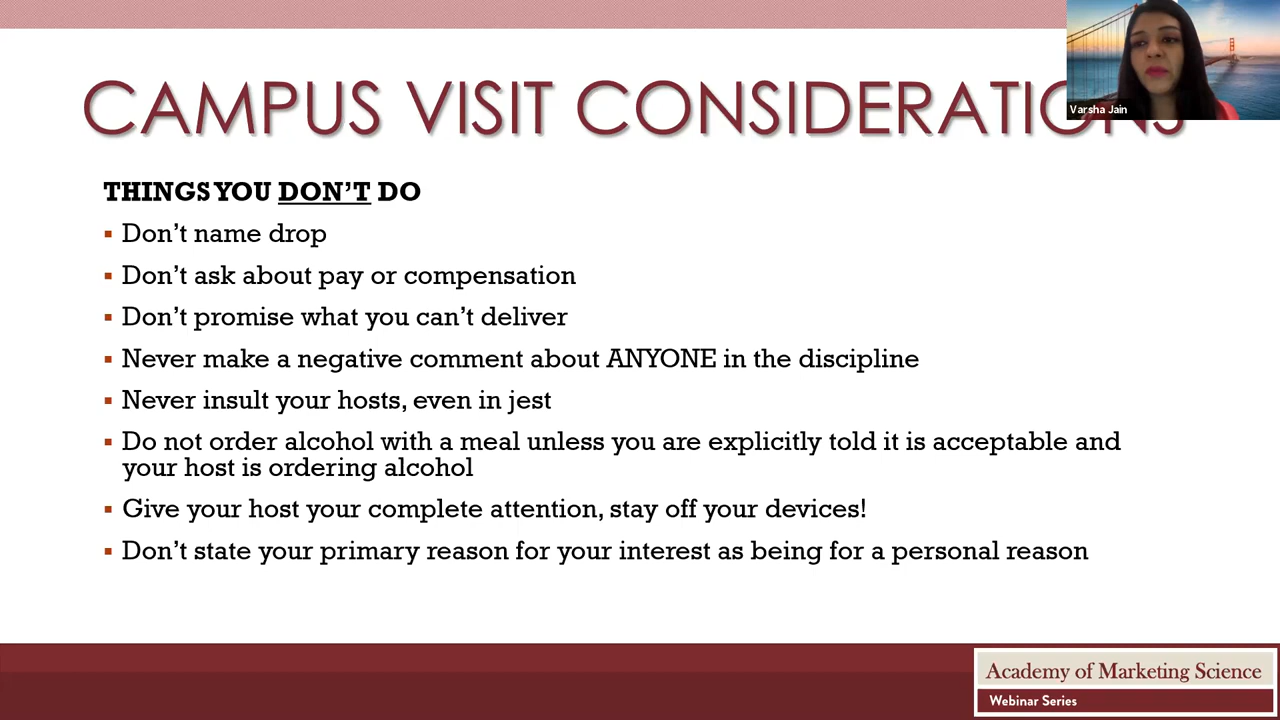 CAMPUS VISIT CONSIDERATIONS
Varsha Jain
THINGS YOU DON'T DO
▪ Don't name drop
▪ Don't ask about pay or compensation
▪ Don't promise what you can't deliver
▪ Never make a negative comment about ANYONE in the discipline
▪ Never insult your hosts, even in jest
▪ Do not order alcohol with a meal unless you are explicitly told it is acceptable and
your host is ordering alcohol
▪ Give your host your complete attention, stay off your devices!
▪ Don't state your primary reason for your interest as being for a personal reason
Academy of Marketing Science
Webinar Series